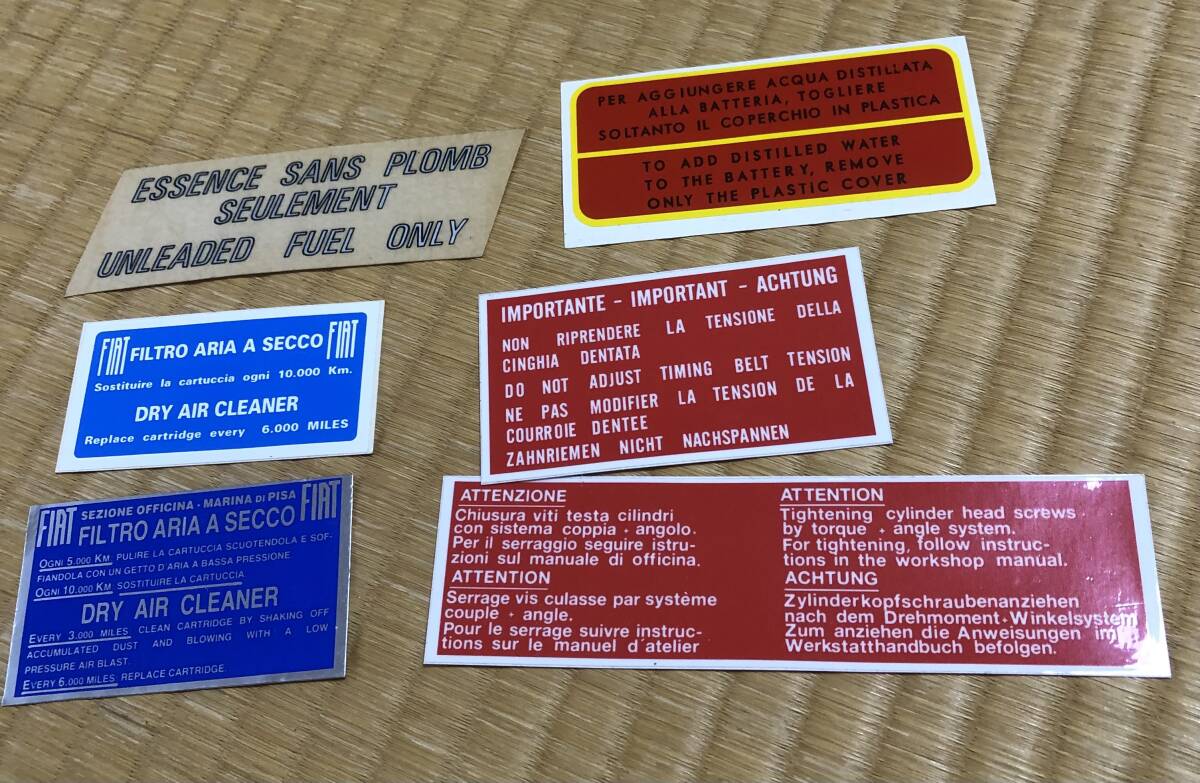 ESSENCE SANS PLOMB
SEULEMENT
UNLEADED FUEL ONLY
PER AGGIUNGERE ACQUA DISTILLATA
ALLA BATTERIA, TOGLIERE
SOLTANTO IL COPERCHIO IN PLASTICA
TO ADD DISTILLED WATER
TO THE BATTERY, REMOVE
ONLY THE PLASTIC COVER
FIAT FILTRO ARIA A SECCO FIAT
Sostituire la cartuccia ogni 10.000 Km.
DRY AIR CLEANER
Replace cartridge every 6.000 MILES
IMPORTANTE - IMPORTANT - ACHTUNG
NON RIPRENDERE LA TENSIONE DELLA
CINGHIA DENTATA
DO NOT ADJUST TIMING BELT TENSION
NE PAS MODIFIER LA TENSION DE LA
COURROIE DENTEE
ZAHNRIEMEN NICHT NACHSPANNEN
SEZIONE OFFICINA - MARINA DI PISA
FIAT FILTRO ARIA A SECCO FIAT
OGNI 5.000 KM PULIRE LA CARTUCCIA SCUOTENDOLA E SOF-
FIANDOLA CON UN GETTO D'ARIA A BASSA PRESSIONE
OGNI 10.000 KM. SOSTITUIRE LA CARTUCCIA
DRY AIR CLEANER
EVERY 3.000 MILES CLEAN CARTRIDGE BY SHAKING OFF
ACCUMULATED DUST AND BLOWING WITH A LOW
PRESSURE AIR BLAST.
EVERY 6.000 MILES REPLACE CARTRIDGE.
ATTENZIONE
Chiusura viti testa cilindri
con sistema coppia + angolo.
Per il serraggio seguire istru-
zioni sul manuale di officina.
ATTENTION
Serrage vis culasse par système
couple + angle.
Pour le serrage suivre instruc-
tions sur le manuel d'atelier
ATTENTION
Tightening cylinder head screws
by torque + angle system.
For tightening, follow instruc-
tions in the workshop manual.
ACHTUNG
Zylinderkopfschraubenanziehen
nach dem Drehmoment+Winkelsystem
Zum anziehen die Anweisungen im
Werkstatthandbuch befolgen.